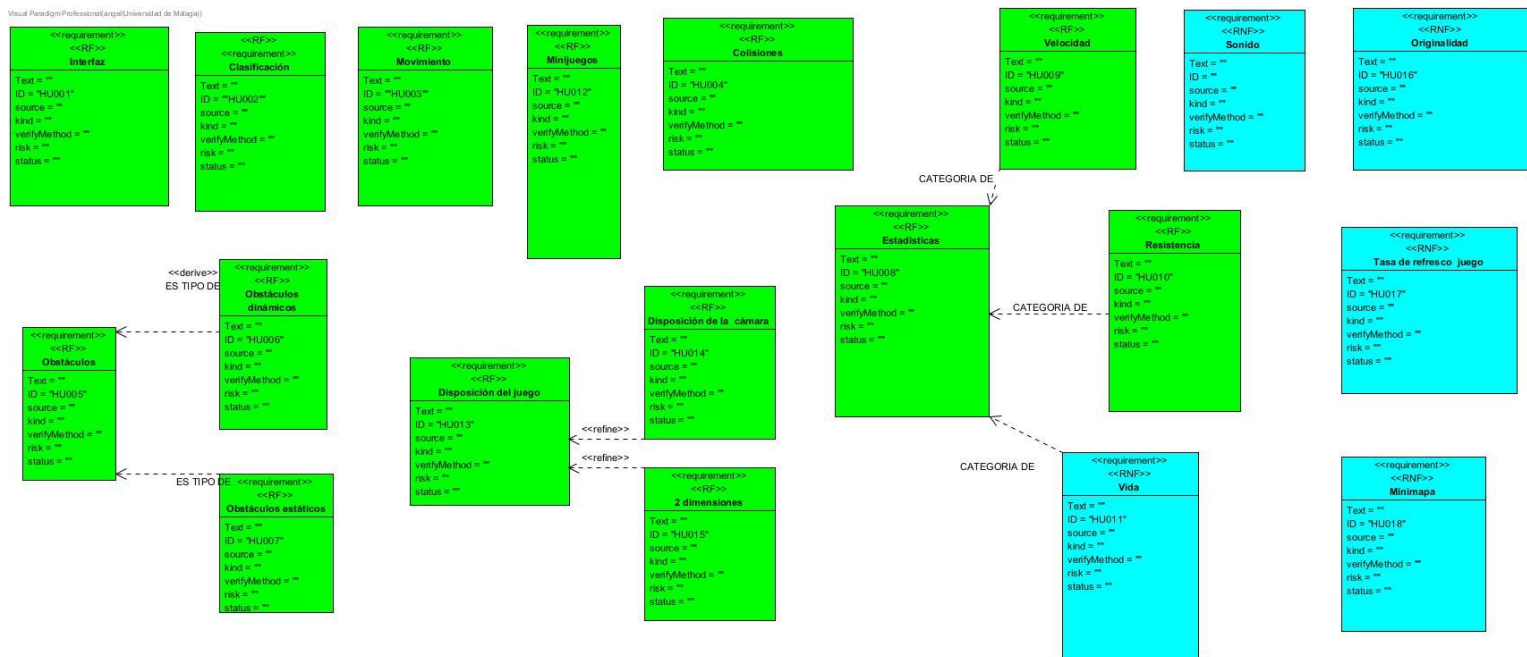 Visual Paradigm Professional(angel(Universidad de Málaga))
<<requirement>>
<<RF>>
Interfaz
Text = ""
ID = "HU001"
source = ""
kind = ""
verifyMethod = ""
risk = ""
status = ""
<<RF>>
<<requirement>>
Clasificación
Text = ""
ID = ""HU002""
source = ""
kind = ""
verifyMethod = ""
risk = ""
status = ""
<<requirement>>
<<RF>>
Movimiento
Text = ""
ID = ""HU003""
source = ""
kind = ""
verifyMethod = ""
risk = ""
status = ""
<<requirement>>
<<RF>>
Minijuegos
Text = ""
ID = "HU012"
source = ""
kind = ""
verifyMethod = ""
risk = ""
status = ""
<<requirement>>
<<RF>>
Colisiones
Text = ""
ID = "HU004"
source = ""
kind = ""
verifyMethod = ""
risk = ""
status = ""
<<requirement>>
<<RF>>
Velocidad
Text = ""
ID = "HU009"
source = ""
kind = ""
verifyMethod = ""
risk = ""
status = ""
<<requirement>>
<<RNF>>
Sonido
Text = ""
ID = ""
source = ""
kind = ""
verifyMethod = ""
risk = ""
status = ""
<<requirement>>
<<RNF>>
Originalidad
Text = ""
ID = "HU016"
source = ""
kind = ""
verifyMethod = ""
risk = ""
status = ""
CATEGORIA DE
<<requirement>>
<<RF>>
Estadisticas
Text = ""
ID = "HU008"
source = ""
kind = ""
verifyMethod = ""
risk = ""
status = ""
CATEGORIA DE
<<requirement>>
<<RF>>
Resistencia
Text = ""
ID = "HU010"
source = ""
kind = ""
verifyMethod = ""
risk = ""
status = ""
<<requirement>>
<<RNF>>
Tasa de refresco juego
Text = ""
ID = "HU017"
source = ""
kind = ""
verifyMethod = ""
risk = ""
status = ""
<<derive>>
ES TIPO DE
<<requirement>>
<<RF>>
Obstáculos
dinámicos
Text = ""
ID = "HU006"
source = ""
kind = ""
verifyMethod = ""
risk = ""
status = ""
<<requirement>>
<<RF>>
Obstáculos
Text = ""
ID = "HU005"
source = ""
kind = ""
verifyMethod = ""
risk = ""
status = ""
ES TIPO DE
<<requirement>>
<<RF>>
Obstáculos estáticos
Text = ""
ID = "HU007"
source = ""
kind = ""
verifyMethod = ""
risk = ""
status = ""
<<requirement>>
<<RF>>
Disposición del juego
Text = ""
ID = "HU013"
source = ""
kind = ""
verifyMethod = ""
risk = ""
status = ""
<<refine>>
<<refine>>
<<requirement>>
<<RF>>
Disposición de la cámara
Text = ""
ID = "HU014"
source = ""
kind = ""
verifyMethod = ""
risk = ""
status = ""
<<requirement>>
<<RF>>
2 dimensiones
Text = ""
ID = "HU015"
source = ""
kind = ""
verifyMethod = ""
risk = ""
status = ""
CATEGORIA DE
<<requirement>>
<<RNF>>
Vida
Text = ""
ID = "HU011"
source = ""
kind = ""
verifyMethod = ""
risk = ""
status = ""
<<requirement>>
<<RNF>>
Minimapa
Text = ""
ID = "HU018"
source = ""
kind = ""
verifyMethod = ""
risk = ""
status = ""